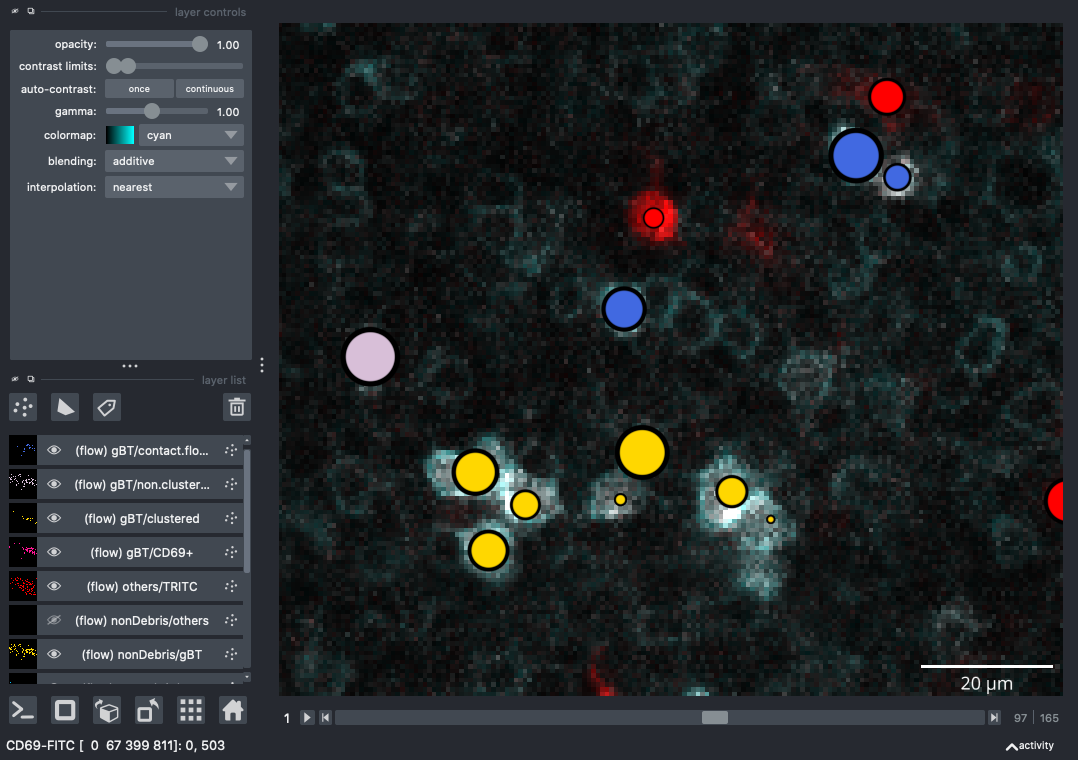 layer controls
opacity: 1.00
contrast limits:
auto-contrast: once continuous
gamma: 1.00
colormap: cyan
blending: additive
interpolation: nearest
layer list
(flow) gBT/contact.flo...
(flow) gBT/non.cluster...
(flow) gBT/clustered
(flow) gBT/CD69+
(flow) others/TRITC
(flow) nonDebris/others
(flow) nonDebris/gBT
20 µm
1 97 165
CD69-FITC [ 0 67 399 811]: 0, 503
activity